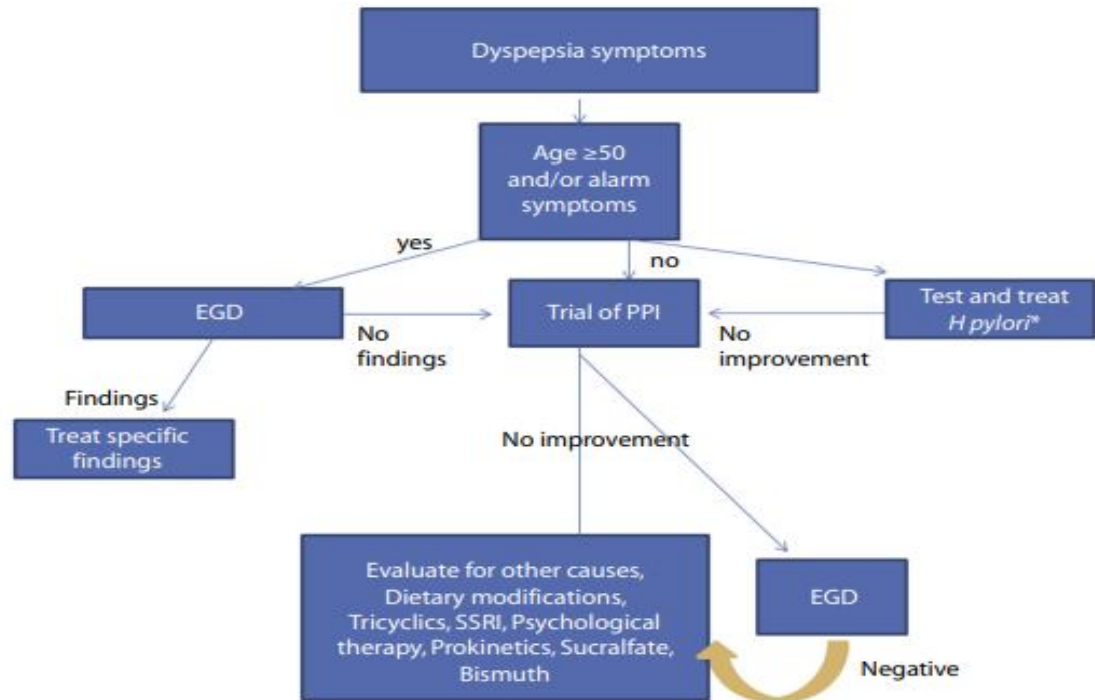 Dyspepsia symptoms
Age ≥50
and/or alarm
symptoms
yes
no
EGD
No
findings
Trial of PPI
No
improvement
Test and treat
H pylori*
Findings
Treat specific
findings
No improvement
Evaluate for other causes,
Dietary modifications,
Tricyclics, SSRI, Psychological
therapy, Prokinetics, Sucralfate,
Bismuth
EGD
Negative